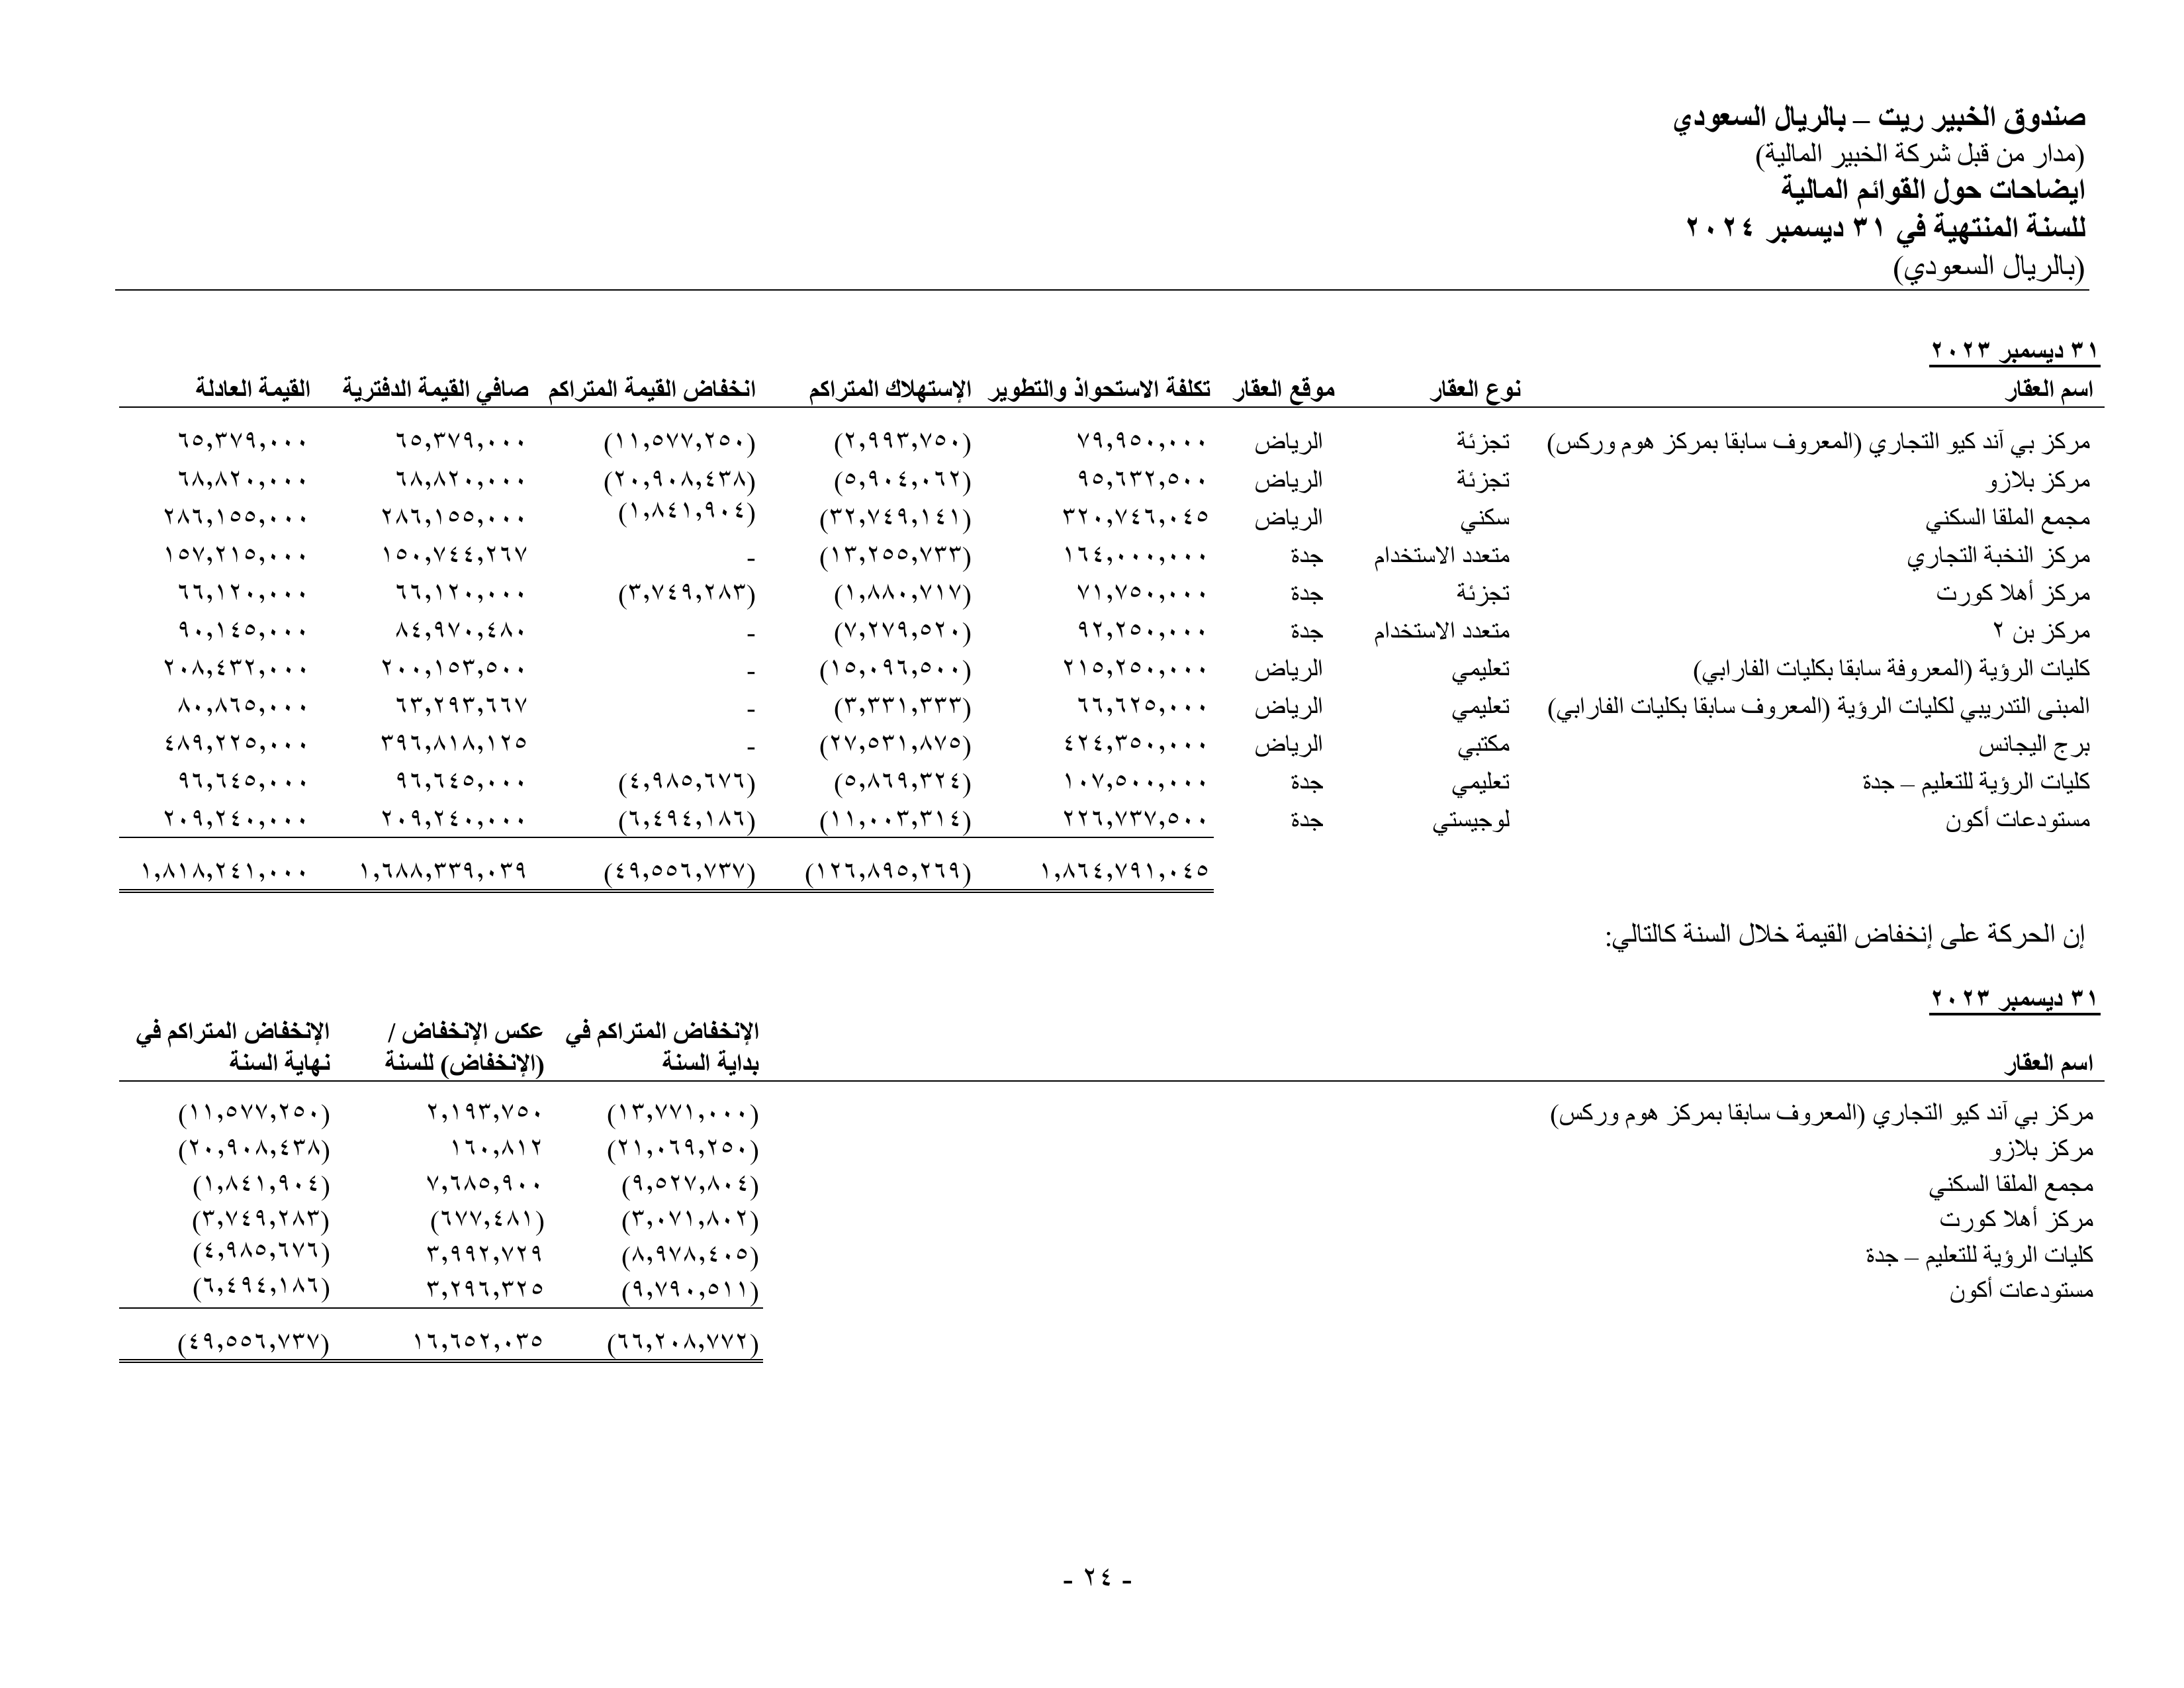 صندوق الخبير ريت – بالريال السعودي
(مدار من قبل شركة الخبير المالية)
ايضاحات حول القوائم المالية
للسنة المنتهية في ٣١ ديسمبر ٢٠٢٤
(بالريال السعودي)
٣١ ديسمبر ٢٠٢٣
اسم العقار نوع العقار موقع العقار تكلفة الاستحواذ والتطوير الإستهلاك المتراكم انخفاض القيمة المتراكم صافي القيمة الدفترية القيمة العادلة
مركز بي آند كيو التجاري (المعروف سابقا بمركز هوم وركس) تجزئة الرياض ٧٩,٩٥٠,٠٠٠ (٢,٩٩٣,٧٥٠) (١١,٥٧٧,٢٥٠) ٦٥,٣٧٩,٠٠٠ ٦٥,٣٧٩,٠٠٠
مركز بلازو تجزئة الرياض ٩٥,٦٣٢,٥٠٠ (٥,٩٠٤,٠٦٢) (٢٠,٩٠٨,٤٣٨) ٦٨,٨٢٠,٠٠٠ ٦٨,٨٢٠,٠٠٠
مجمع الملقا السكني سكني الرياض ٣٢٠,٧٤٦,٠٤٥ (٣٢,٧٤٩,١٤١) (١,٨٤١,٩٠٤) ٢٨٦,١٥٥,٠٠٠ ٢٨٦,١٥٥,٠٠٠
مركز النخبة التجاري متعدد الاستخدام جدة ١٦٤,٠٠٠,٠٠٠ (١٣,٢٥٥,٧٣٣) - ١٥٠,٧٤٤,٢٦٧ ١٥٧,٢١٥,٠٠٠
مركز أهلا كورت تجزئة جدة ٧١,٧٥٠,٠٠٠ (١,٨٨٠,٧١٧) (٣,٧٤٩,٢٨٣) ٦٦,١٢٠,٠٠٠ ٦٦,١٢٠,٠٠٠
مركز بن ٢ متعدد الاستخدام جدة ٩٢,٢٥٠,٠٠٠ (٧,٢٧٩,٥٢٠) - ٨٤,٩٧٠,٤٨٠ ٩٠,١٤٥,٠٠٠
كليات الرؤية (المعروفة سابقا بكليات الفارابي) تعليمي الرياض ٢١٥,٢٥٠,٠٠٠ (١٥,٠٩٦,٥٠٠) - ٢٠٠,١٥٣,٥٠٠ ٢٠٨,٤٣٢,٠٠٠
المبنى التدريبي لكليات الرؤية (المعروف سابقا بكليات الفارابي) تعليمي الرياض ٦٦,٦٢٥,٠٠٠ (٣,٣٣١,٣٣٣) - ٦٣,٢٩٣,٦٦٧ ٨٠,٨٦٥,٠٠٠
برج اليجانس مكتبي الرياض ٤٢٤,٣٥٠,٠٠٠ (٢٧,٥٣١,٨٧٥) - ٣٩٦,٨١٨,١٢٥ ٤٨٩,٢٢٥,٠٠٠
كليات الرؤية للتعليم – جدة تعليمي جدة ١٠٧,٥٠٠,٠٠٠ (٥,٨٦٩,٣٢٤) (٤,٩٨٥,٦٧٦) ٩٦,٦٤٥,٠٠٠ ٩٦,٦٤٥,٠٠٠
مستودعات أكون لوجيستي جدة ٢٢٦,٧٣٧,٥٠٠ (١١,٠٠٣,٣١٤) (٦,٤٩٤,١٨٦) ٢٠٩,٢٤٠,٠٠٠ ٢٠٩,٢٤٠,٠٠٠
١,٨٦٤,٧٩١,٠٤٥ (١٢٦,٨٩٥,٢٦٩) (٤٩,٥٥٦,٧٣٧) ١,٦٨٨,٣٣٩,٠٣٩ ١,٨١٨,٢٤١,٠٠٠
إن الحركة على إنخفاض القيمة خلال السنة كالتالي:
٣١ ديسمبر ٢٠٢٣
الإنخفاض المتراكم في عكس الإنخفاض / الإنخفاض المتراكم في
اسم العقار بداية السنة (الإنخفاض) للسنة نهاية السنة
مركز بي آند كيو التجاري (المعروف سابقا بمركز هوم وركس) (١٣,٧٧١,٠٠٠) ٢,١٩٣,٧٥٠ (١١,٥٧٧,٢٥٠)
مركز بلازو (٢١,٠٦٩,٢٥٠) ١٦٠,٨١٢ (٢٠,٩٠٨,٤٣٨)
مجمع الملقا السكني (٩,٥٢٧,٨٠٤) ٧,٦٨٥,٩٠٠ (١,٨٤١,٩٠٤)
مركز أهلا كورت (٣,٠٧١,٨٠٢) (٦٧٧,٤٨١) (٣,٧٤٩,٢٨٣)
كليات الرؤية للتعليم – جدة (٨,٩٧٨,٤٠٥) ٣,٩٩٢,٧٢٩ (٤,٩٨٥,٦٧٦)
مستودعات أكون (٩,٧٩٠,٥١١) ٣,٢٩٦,٣٢٥ (٦,٤٩٤,١٨٦)
(٦٦,٢٠٨,٧٧٢) ١٦,٦٥٢,٠٣٥ (٤٩,٥٥٦,٧٣٧)
- ٢٤ -